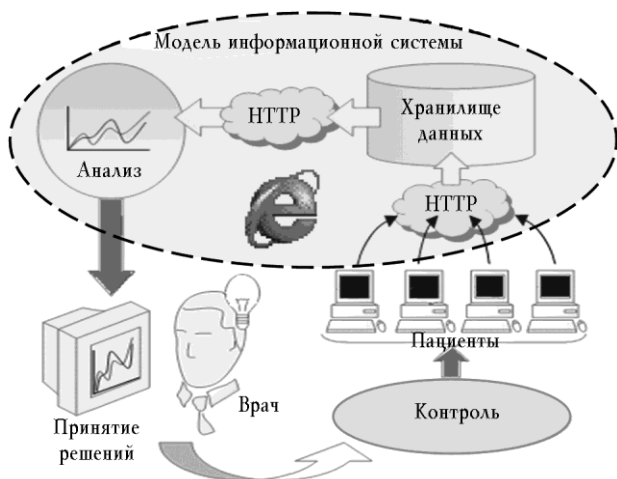 Модель информационной системы
HTTP
Хранилище
данных
Анализ
HTTP
Пациенты
Врач
Контроль
Принятие
решений